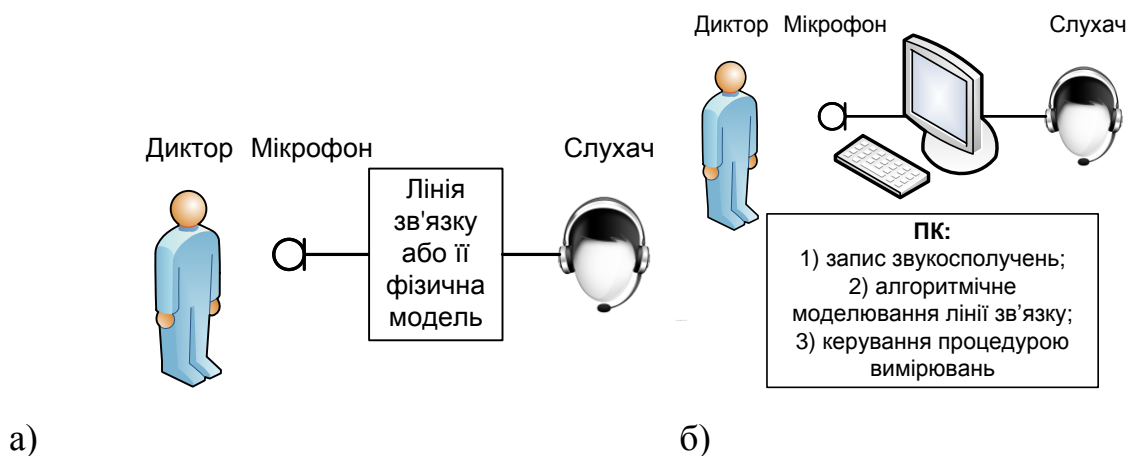 Диктор Мікрофон Слухач
Лінія
зв'язку
або її
фізична
модель
а)
Диктор Мікрофон Слухач
ПК:
1) запис звукосполучень;
2) алгоритмічне
моделювання лінії зв’язку;
3) керування процедурою
вимірювань
б)